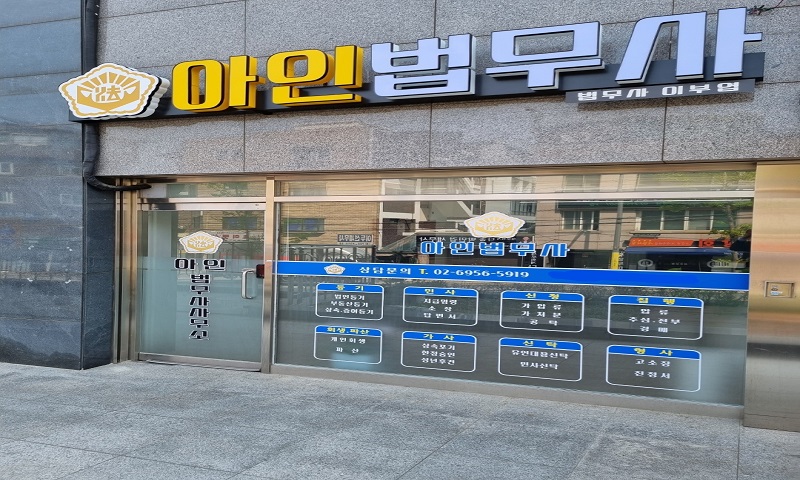 아인법무사
법무사 이부업
아인법무사
상담문의 T. 02-6956-5919
아인
법무사사무소
등기
법인등기
부동산등기
상속.증여등기
민사
지급명령
소장
답변서
신청
가압류
가처분
공탁
집행
압류
추심·전부
경매
회생.파산
개인회생
파산
가사
상속포기
한정승인
성년후견
신탁
유언대용신탁
민사신탁
형사
고소장
진정서